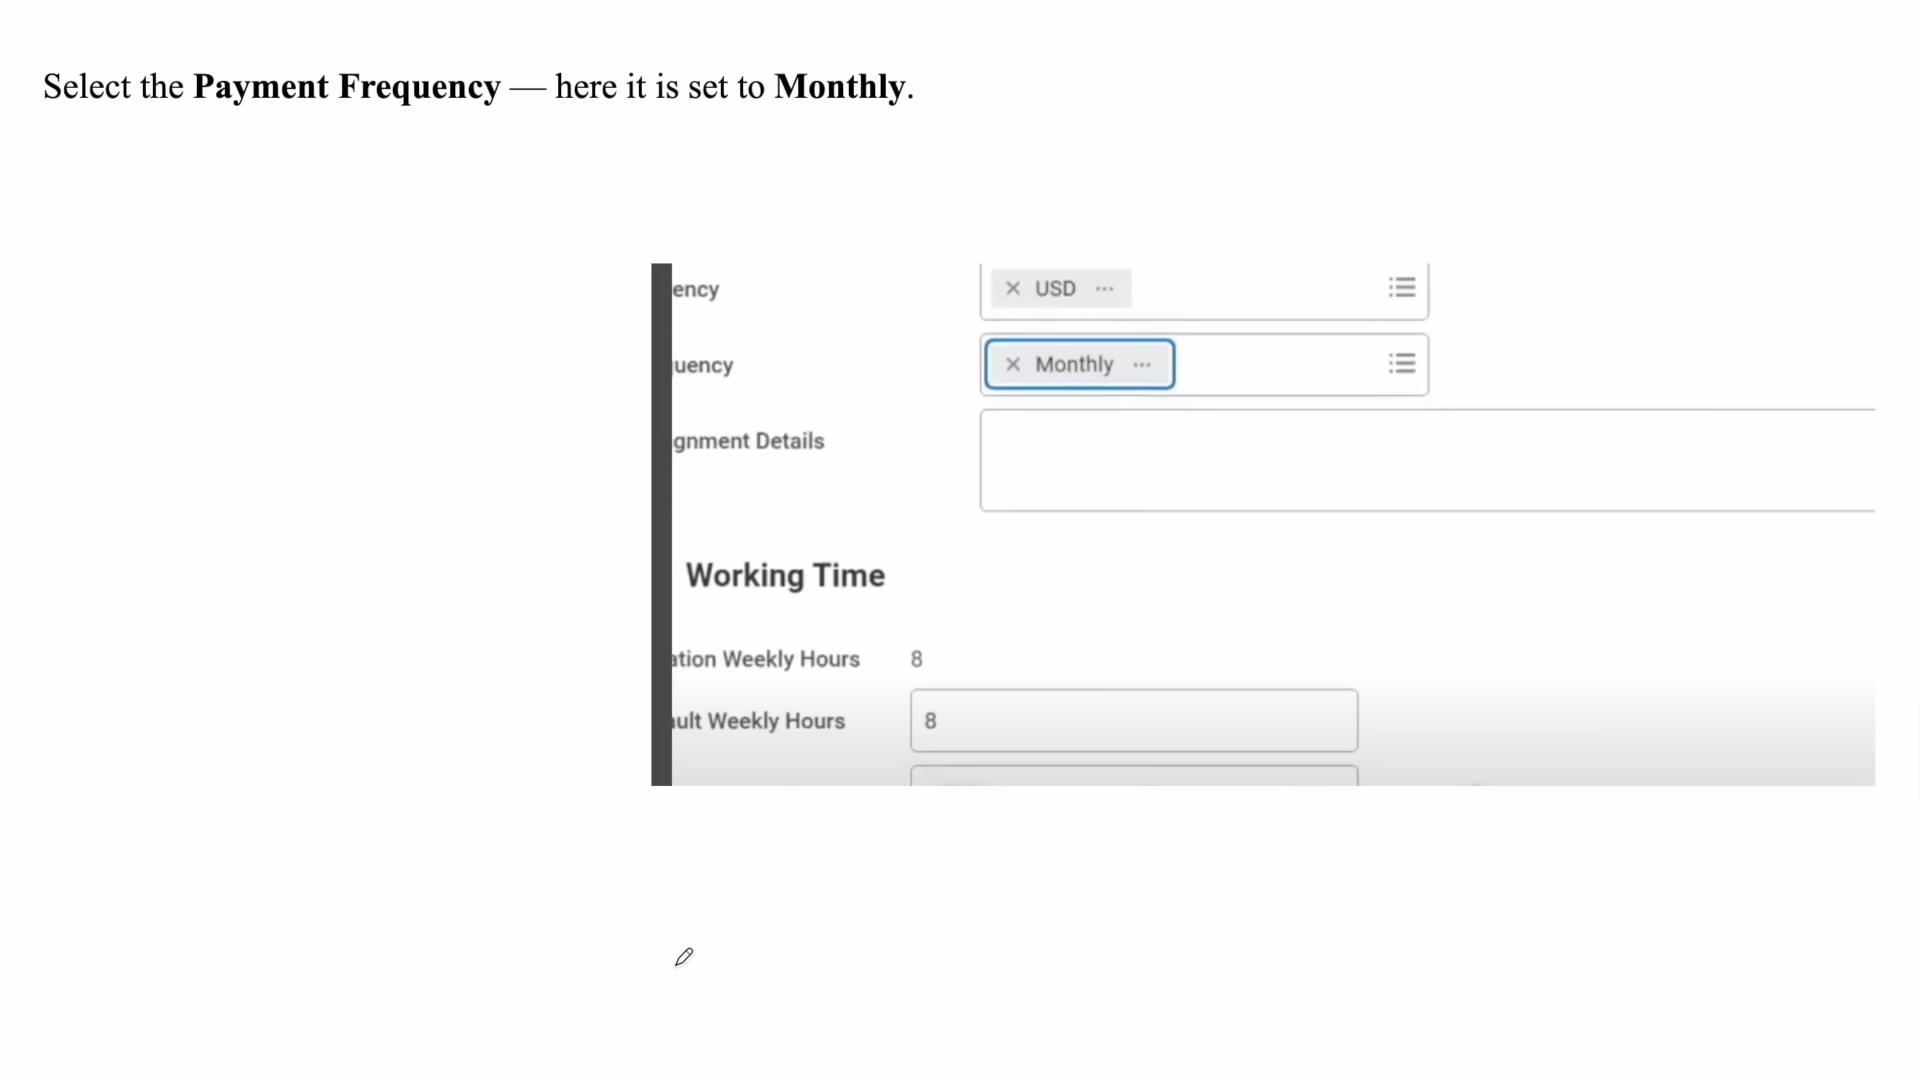 Select the Payment Frequency — here it is set to Monthly.
ency
× USD ···
uency
× Monthly ···
gnment Details
Working Time
ation Weekly Hours 8
ult Weekly Hours 8